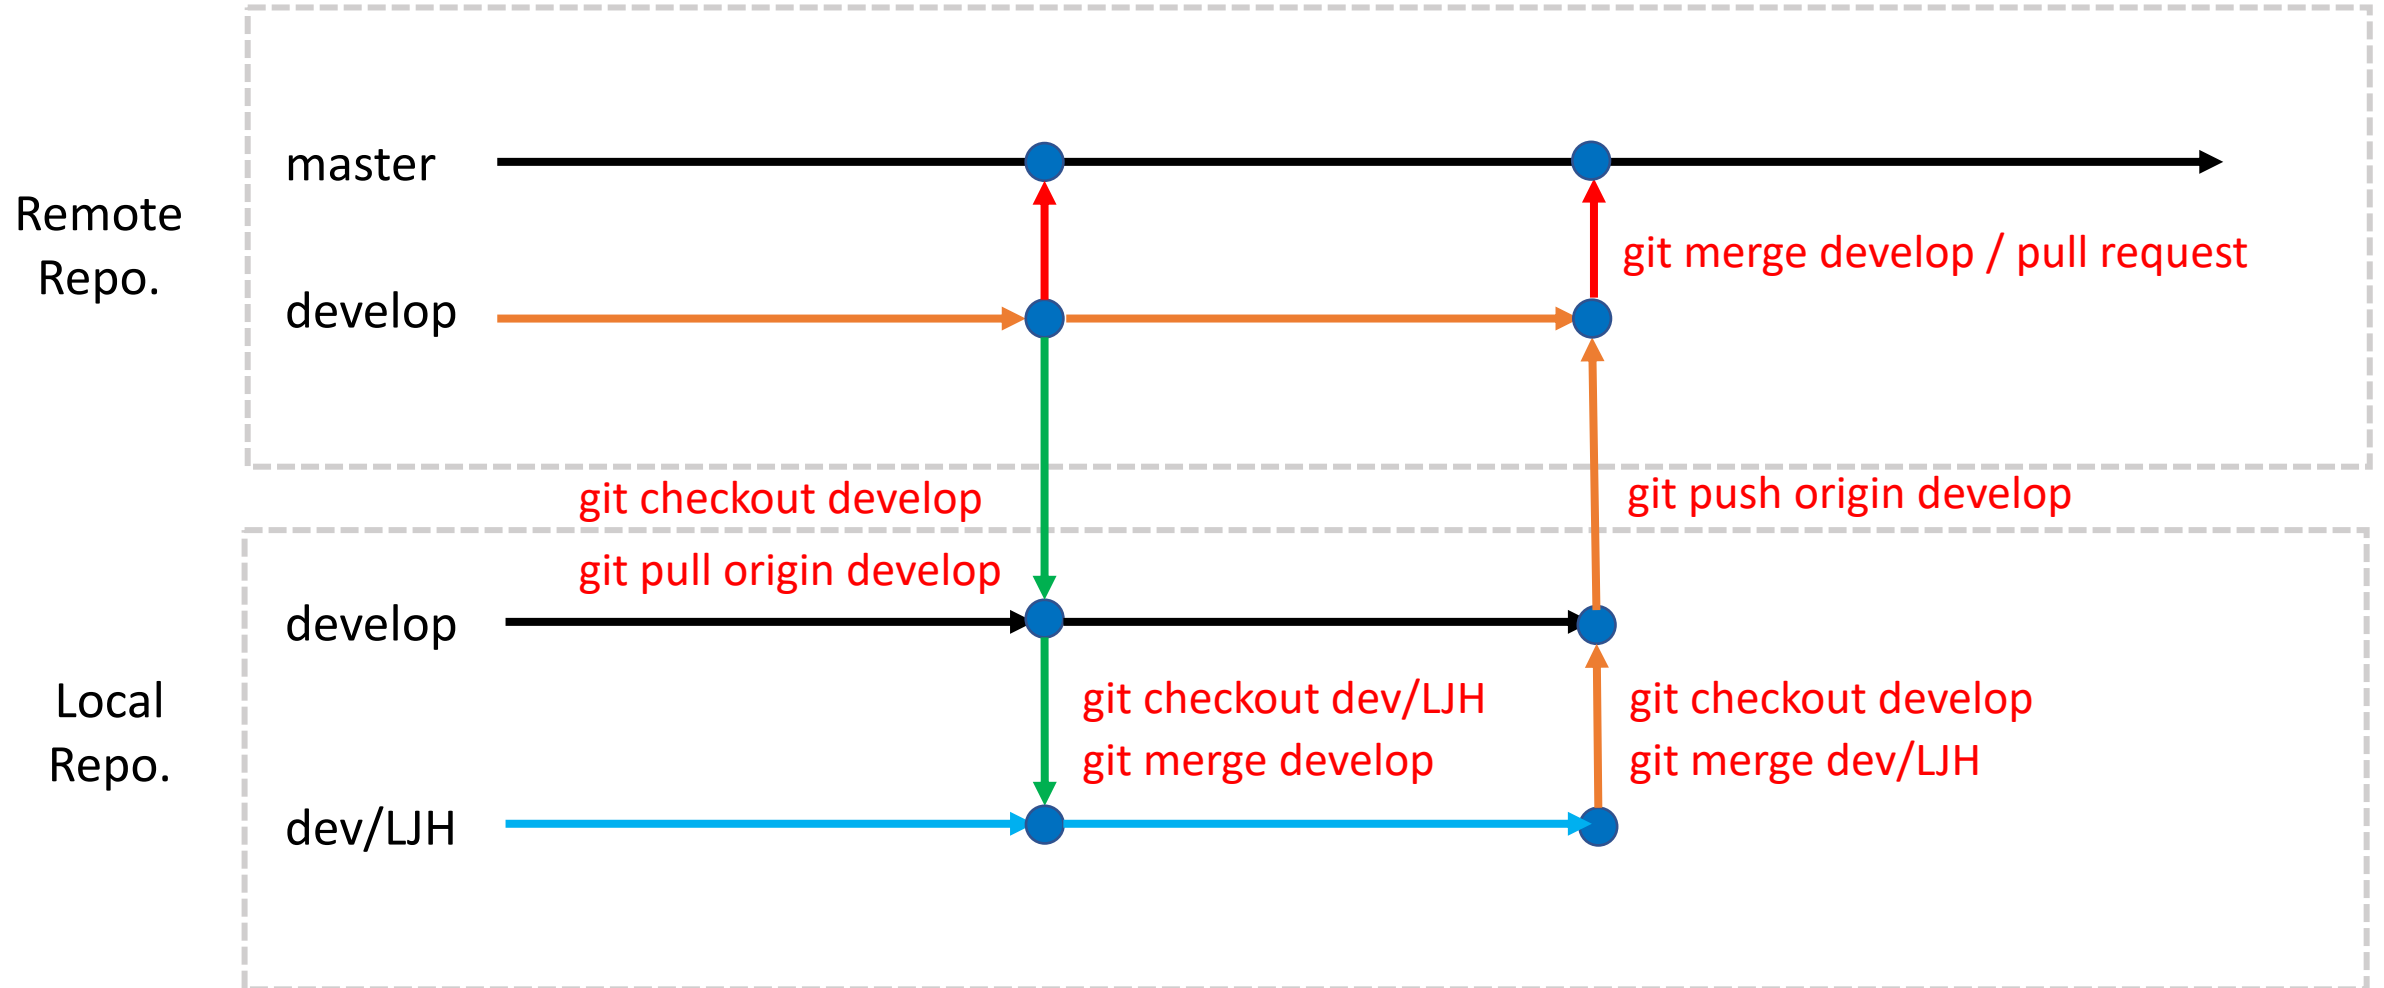 master
Remote
Repo.
git merge develop / pull request
develop
git checkout develop
git push origin develop
git pull origin develop
develop
Local
Repo.
git checkout dev/LJH
git merge develop
git checkout develop
git merge dev/LJH
dev/LJH